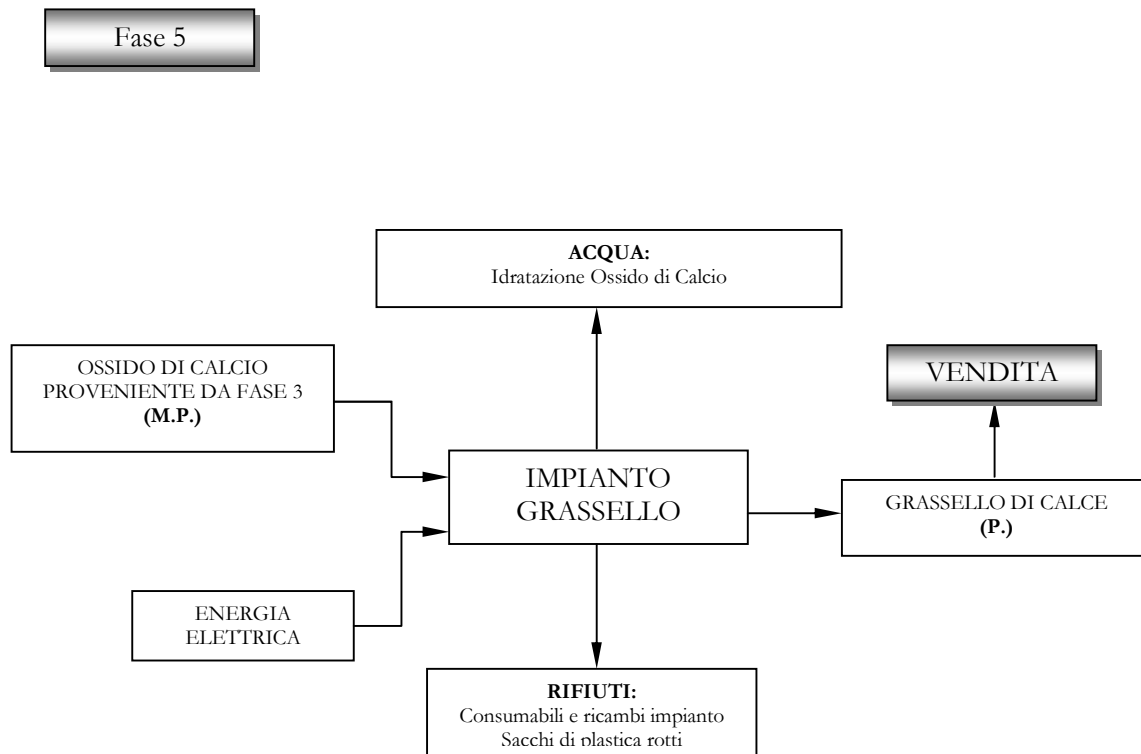 Fase 5
ACQUA:
Idratazione Ossido di Calcio
OSSIDO DI CALCIO
PROVENIENTE DA FASE 3
(M.P.)
VENDITA
IMPIANTO
GRASSELLO
GRASSELLO DI CALCE
(P.)
ENERGIA
ELETTRICA
RIFIUTI:
Consumabili e ricambi impianto
Sacchi di plastica rotti